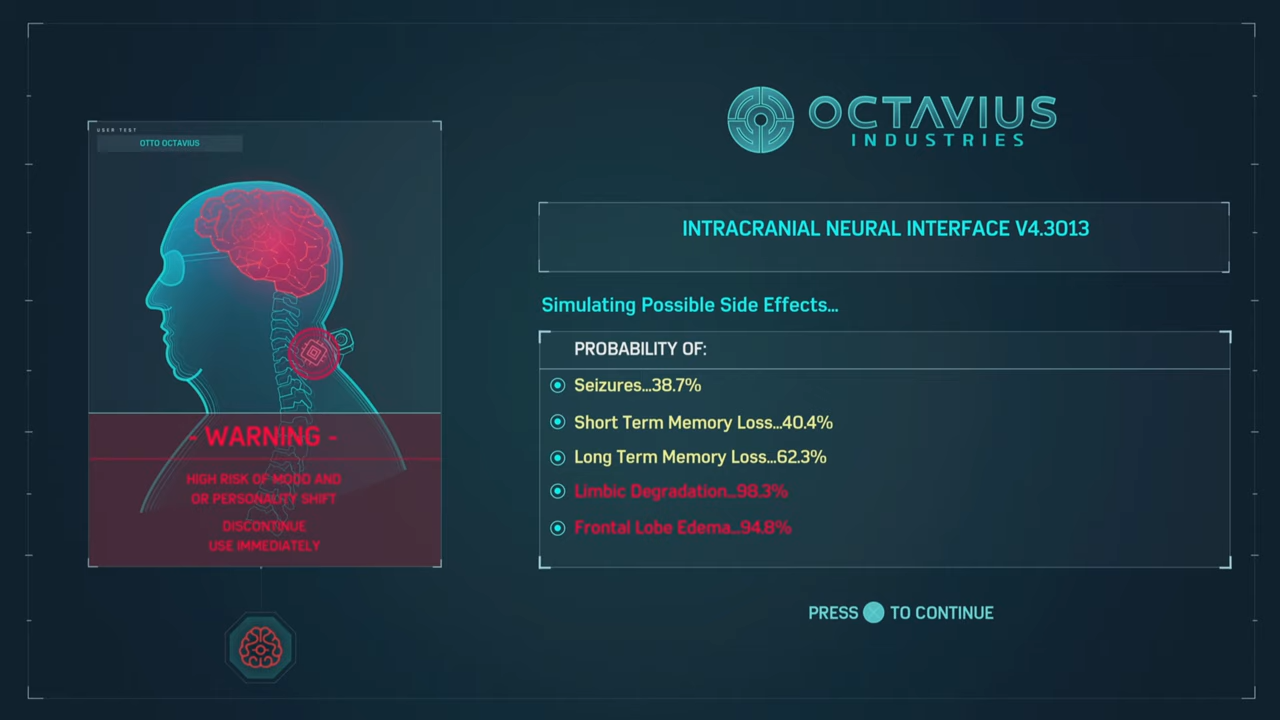 USER TEST
OTTO OCTAVIUS
- WARNING -
HIGH RISK OF MOOD AND
OR PERSONALITY SHIFT
DISCONTINUE
USE IMMEDIATELY
OCTAVIUS
INDUSTRIES
INTRACRANIAL NEURAL INTERFACE V4.3013
Simulating Possible Side Effects...
PROBABILITY OF:
Seizures...38.7%
Short Term Memory Loss...40.4%
Long Term Memory Loss...62.3%
Limbic Degradation...98.3%
Frontal Lobe Edema...94.8%
PRESS TO CONTINUE